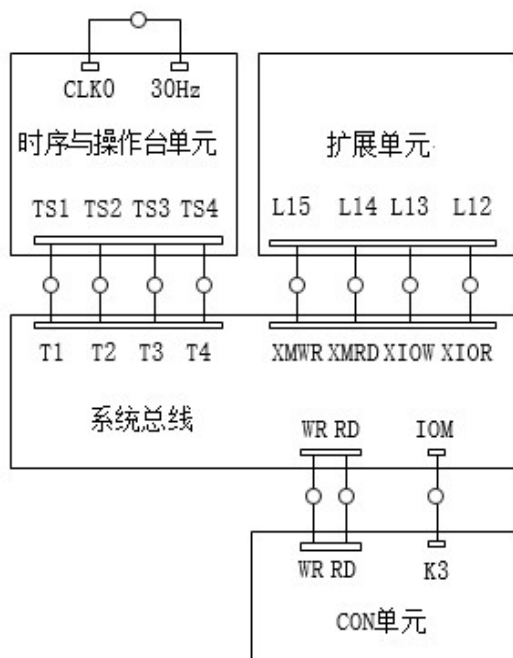 CLK0 30Hz
时序与操作台单元 扩展单元
TS1 TS2 TS3 TS4 L15 L14 L13 L12
T1 T2 T3 T4 XMWR XMRD XIOW XIOR
系统总线
WR RD IOM
WR RD K3
CON单元